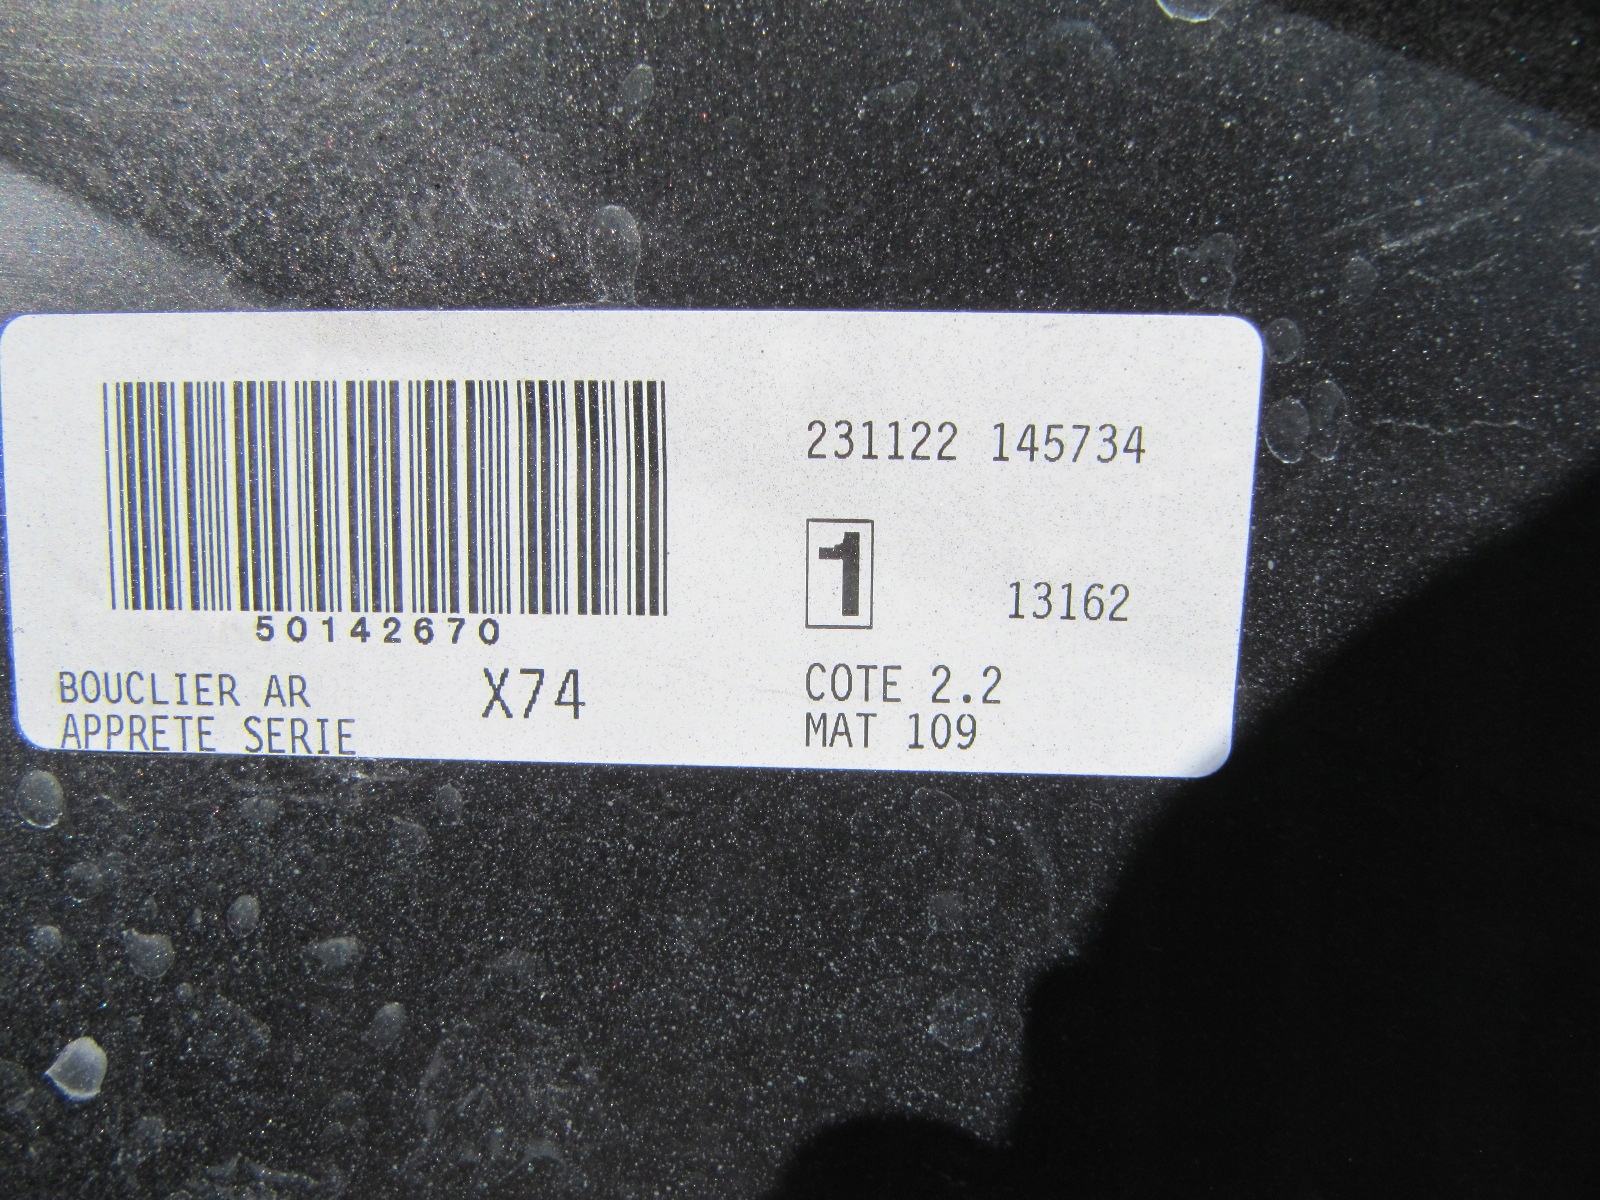 50142670
BOUCLIER AR
APPRETE SERIE
X74
231122 145734
1
13162
COTE 2.2
MAT 109